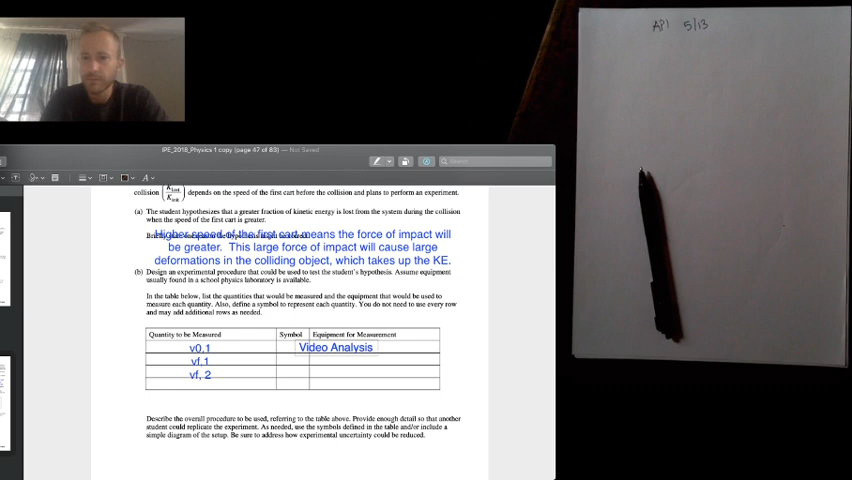 API 5/13
IPE_2018_Physics 1 copy (page 47 of 83) — Not Saved
Search
collision (K lost / K init) depends on the speed of the first cart before the collision and plans to perform an experiment.
(a) The student hypothesizes that a greater fraction of kinetic energy is lost from the system during the collision
when the speed of the first cart is greater.
Higher speed of the first cart means the force of impact will
be greater. This large force of impact will cause large
deformations in the colliding object, which takes up the KE.
(b) Design an experimental procedure that could be used to test the student's hypothesis. Assume equipment
usually found in a school physics laboratory is available.
In the table below, list the quantities that would be measured and the equipment that would be used to
measure each quantity. Also, define a symbol to represent each quantity. You do not need to use every row
and may add additional rows as needed.
Quantity to be Measured Symbol Equipment for Measurement
v0,1 Video Analysis
vf,1
vf, 2
Describe the overall procedure to be used, referring to the table above. Provide enough detail so that another
student could replicate the experiment. As needed, use the symbols defined in the table and/or include a
simple diagram of the setup. Be sure to address how experimental uncertainty could be reduced.